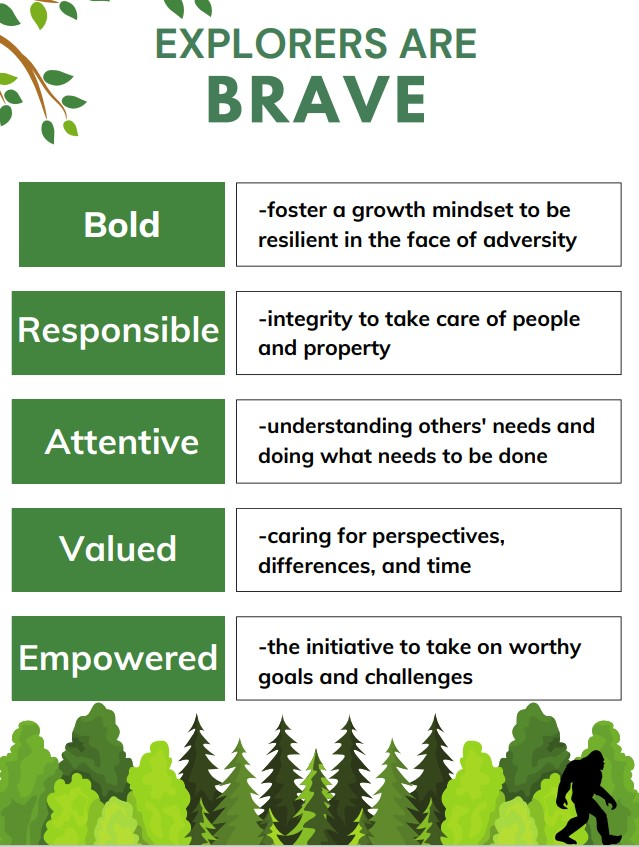 EXPLORERS ARE
BRAVE
Bold
-foster a growth mindset to be
resilient in the face of adversity
Responsible
-integrity to take care of people
and property
Attentive
-understanding others' needs and
doing what needs to be done
Valued
-caring for perspectives,
differences, and time
Empowered
-the initiative to take on worthy
goals and challenges